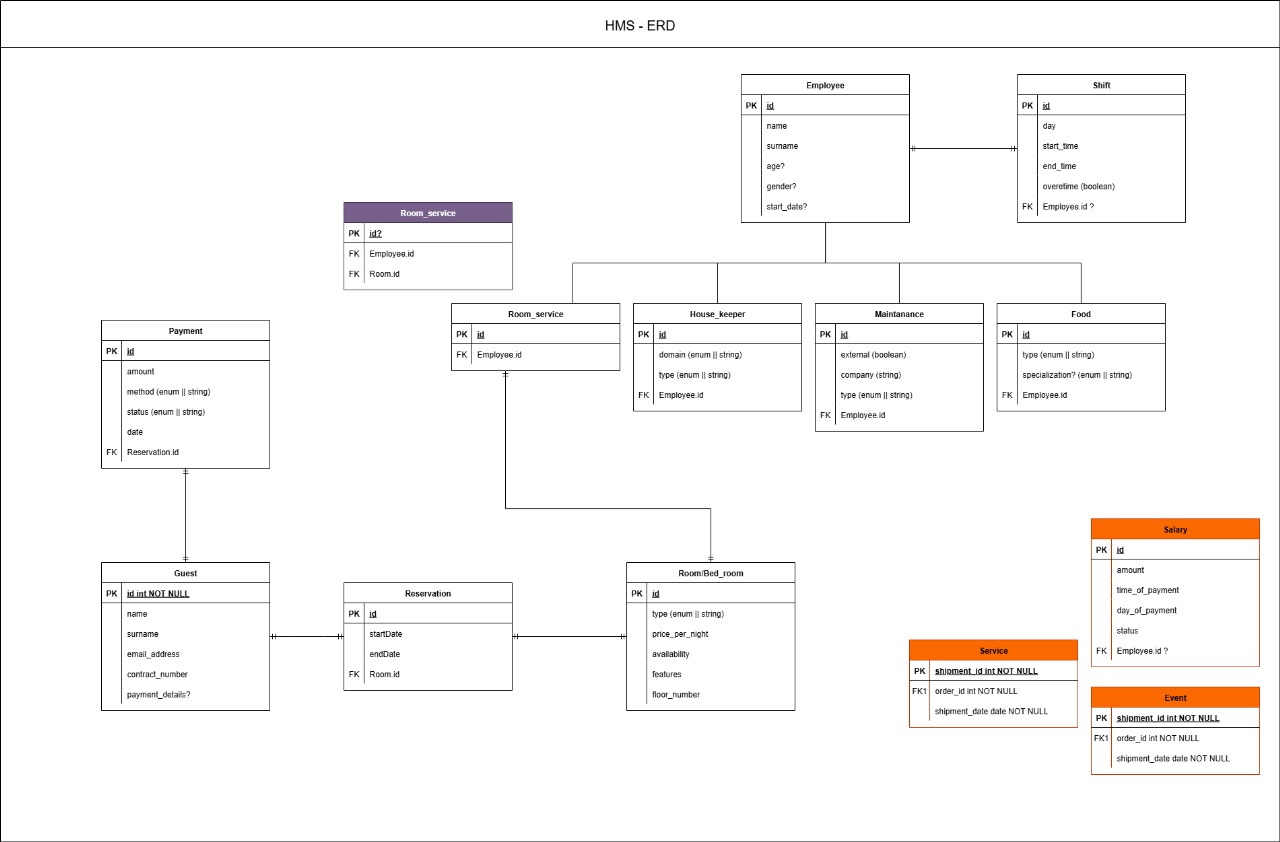 HMS - ERD
Employee
PK id
name
surname
age?
gender?
start_date?
Shift
PK id
day
start_time
end_time
overetime (boolean)
FK Employee.id ?
Room_service
PK id?
FK Employee.id
FK Room.id
Room_service
PK id
FK Employee.id
House_keeper
PK id
domain (enum || string)
type (enum || string)
FK Employee.id
Maintanance
PK id
external (boolean)
company (string)
type (enum || string)
FK Employee.id
Food
PK id
type (enum || string)
specialization? (enum || string)
FK Employee.id
Payment
PK id
amount
method (enum || string)
status (enum || string)
date
FK Reservation.id
Guest
PK id int NOT NULL
name
surname
email_address
contract_number
payment_details?
Reservation
PK id
startDate
endDate
FK Room.id
Room/Bed_room
PK id
type (enum || string)
price_per_night
availability
features
floor_number
Salary
PK id
amount
time_of_payment
day_of_payment
status
FK Employee.id ?
Service
PK shipment_id int NOT NULL
FK1 order_id int NOT NULL
shipment_date date NOT NULL
Event
PK shipment_id int NOT NULL
FK1 order_id int NOT NULL
shipment_date date NOT NULL